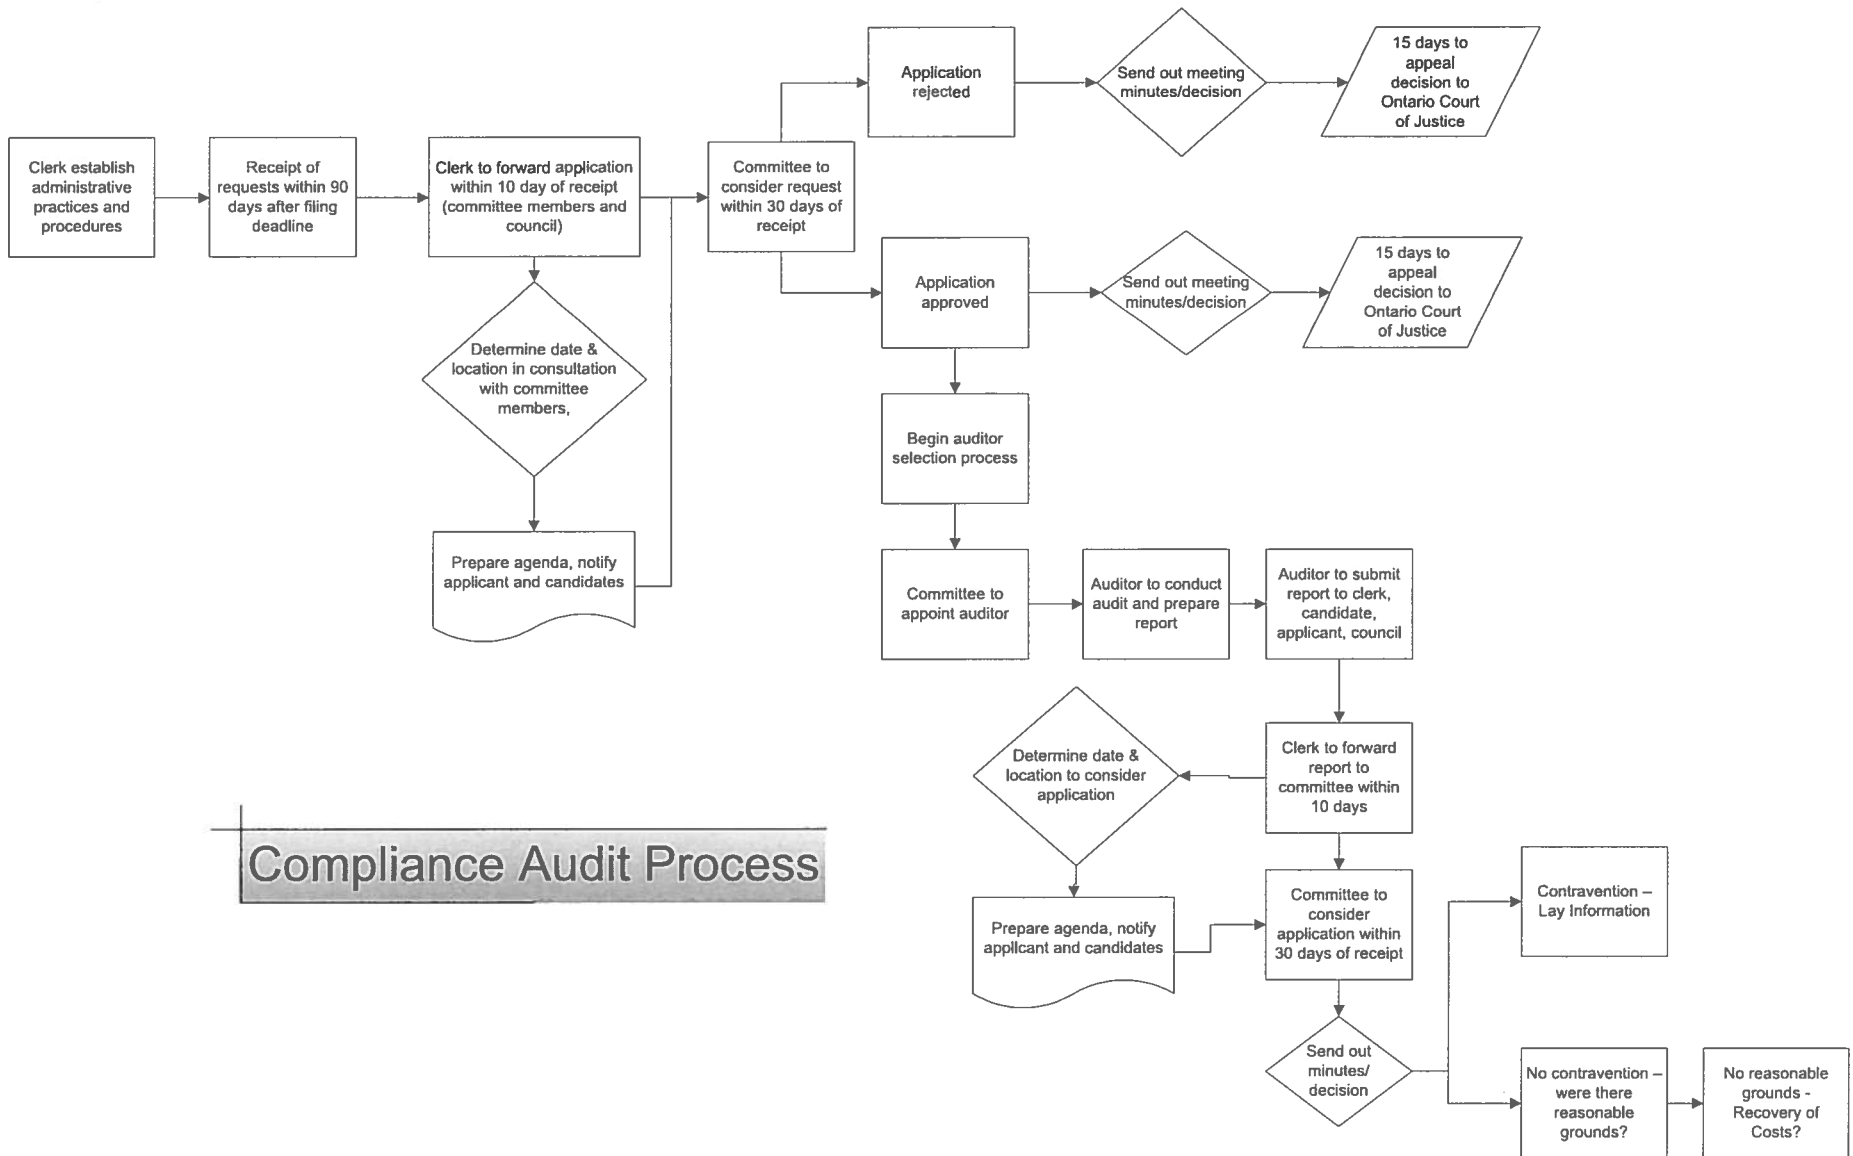 Clerk establish
administrative
practices and
procedures
Receipt of
requests within 90
days after filing
deadline
Clerk to forward application
within 10 day of receipt
(committee members and
council)
Determine date &
location in consultation
with committee
members,
Prepare agenda, notify
applicant and candidates
Committee to
consider request
within 30 days of
receipt
Application
rejected
Send out meeting
minutes/decision
15 days to
appeal
decision to
Ontario Court
of Justice
Application
approved
Send out meeting
minutes/decision
15 days to
appeal
decision to
Ontario Court
of Justice
Begin auditor
selection process
Committee to
appoint auditor
Auditor to conduct
audit and prepare
report
Auditor to submit
report to clerk,
candidate,
applicant, council
Clerk to forward
report to
committee within
10 days
Determine date &
location to consider
application
Prepare agenda, notify
applicant and candidates
Committee to
consider
application within
30 days of receipt
Send out
minutes/
decision
Contravention –
Lay Information
No contravention –
were there
reasonable
grounds?
No reasonable
grounds -
Recovery of
Costs?
Compliance Audit Process